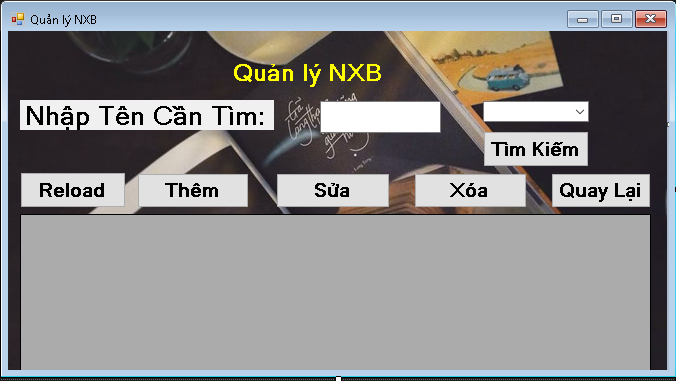 Quản lý NXB
Quản lý NXB
Nhập Tên Cần Tìm:
Tìm Kiếm
Reload Thêm Sửa Xóa Quay Lại